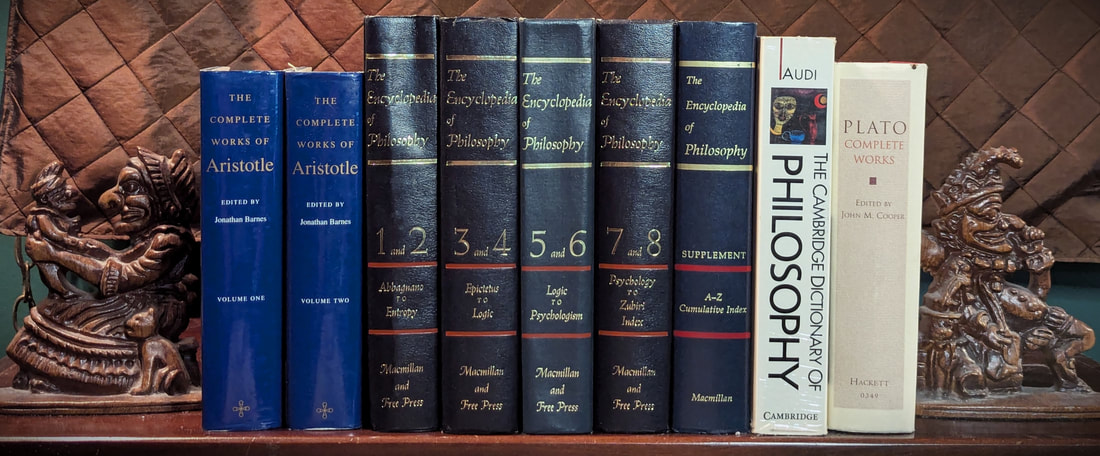 THE
COMPLETE
WORKS OF
Aristotle
EDITED BY
Jonathan Barnes
VOLUME ONE
THE
COMPLETE
WORKS OF
Aristotle
EDITED BY
Jonathan Barnes
VOLUME TWO
The
Encyclopedia
of
Philosophy
1 and 2
Abbagnano
TO
Entropy
Macmillan
and
Free Press
The
Encyclopedia
of
Philosophy
3 and 4
Epictetus
TO
Logic
Macmillan
and
Free Press
The
Encyclopedia
of
Philosophy
5 and 6
Logic
TO
Psychologism
Macmillan
and
Free Press
The
Encyclopedia
of
Philosophy
7 and 8
Psychology
TO
Zubiri
Index
Macmillan
and
Free Press
The
Encyclopedia
of
Philosophy
SUPPLEMENT
A-Z
Cumulative Index
Macmillan
AUDI
THE CAMBRIDGE DICTIONARY OF
PHILOSOPHY
CAMBRIDGE
PLATO
COMPLETE
WORKS
EDITED BY
JOHN M. COOPER
HACKETT
0349